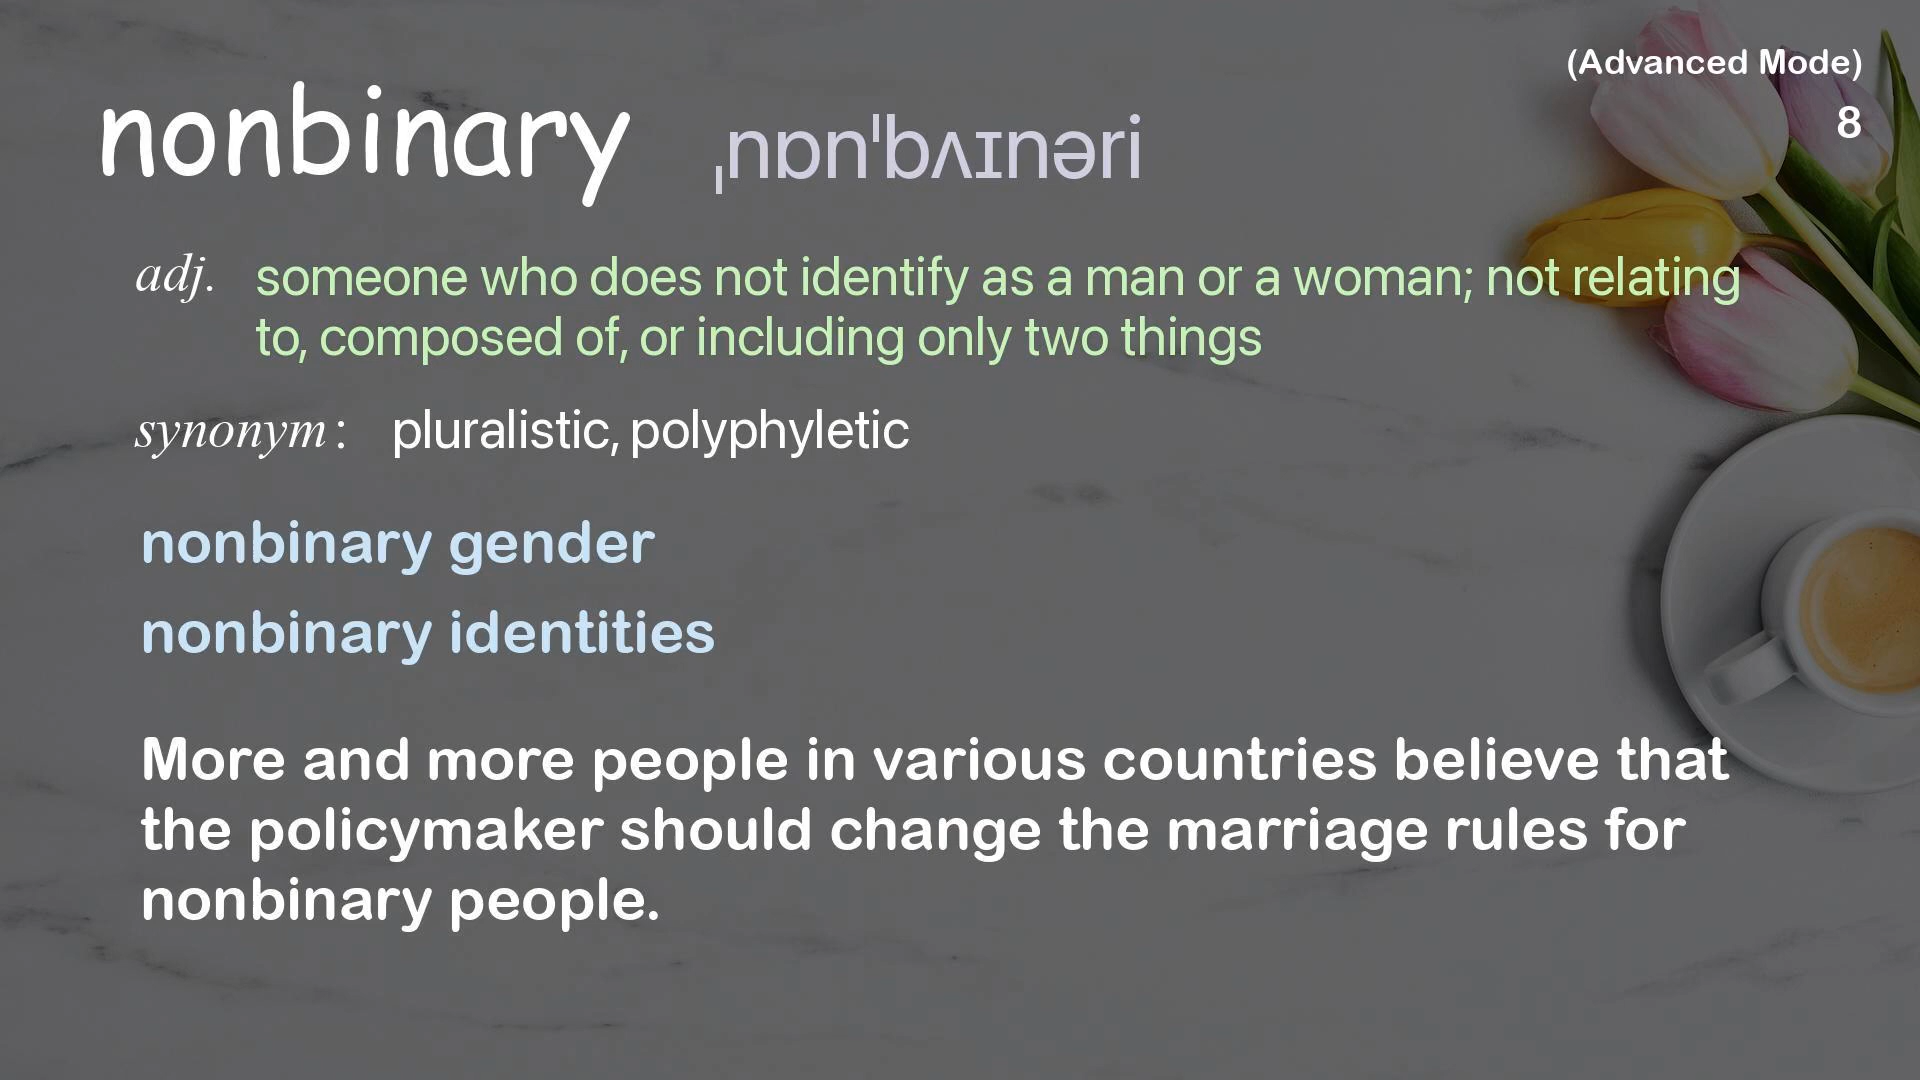 (Advanced Mode)
nonbinary ˌnɒnˈbʌɪnəri
8
adj. someone who does not identify as a man or a woman; not relating
to, composed of, or including only two things
synonym: pluralistic, polyphyletic
nonbinary gender
nonbinary identities
More and more people in various countries believe that
the policymaker should change the marriage rules for
nonbinary people.